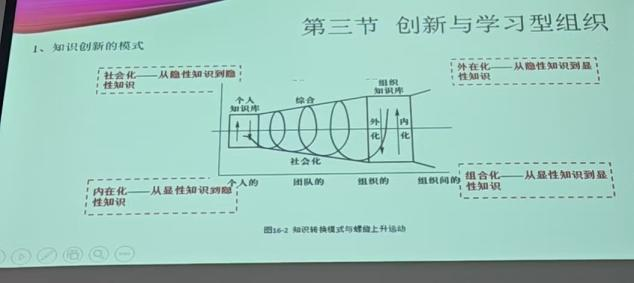 第三节 创新与学习型组织
1、知识创新的模式
社会化——从隐性知识到隐
性知识
外在化——从隐性知识到显
性知识
组织
知识库
个人
知识库
综合
外
化
内
化
社会化
内在化——从显性知识到隐
性知识
组合化——从显性知识到显
性知识
个人的
团队的
组织的
组织间的
图16-2 知识转换模式与螺旋上升运动